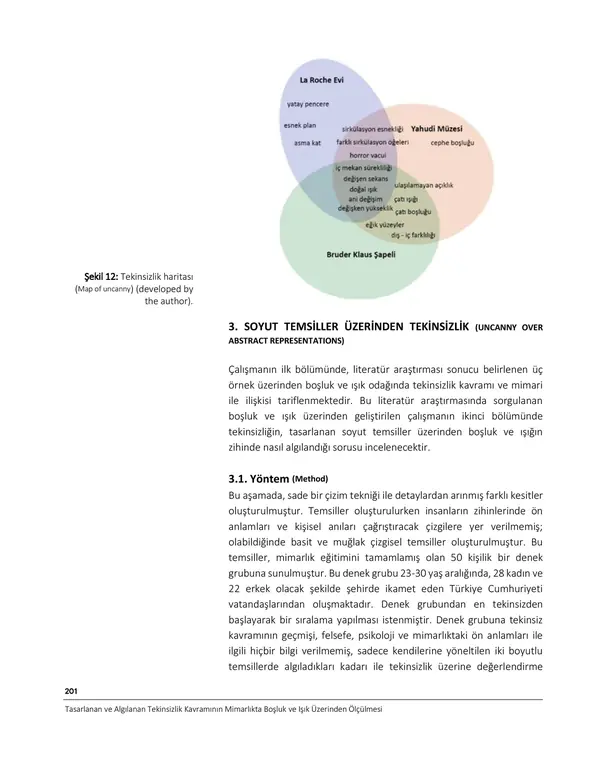 La Roche Evi
yatay pencere
esnek plan
asma kat
sirkülasyon esnekliği
farklı sirkülasyon öğeleri
horror vacui
Yahudi Müzesi
cephe boşluğu
iç mekan sürekliliği
değişen sekans
doğal ışık
ani değişim
değişken yükseklik
ulaşılamayan açıklık
çatı ışığı
çatı boşluğu
eğik yüzeyler
dış - iç farklılığı
Bruder Klaus Şapeli
Şekil 12: Tekinsizlik haritası
(Map of uncanny) (developed by
the author).
3. SOYUT TEMSİLLER ÜZERİNDEN TEKİNSİZLİK (UNCANNY OVER
ABSTRACT REPRESENTATIONS)
Çalışmanın ilk bölümünde, literatür araştırması sonucu belirlenen üç
örnek üzerinden boşluk ve ışık odağında tekinsizlik kavramı ve mimari
ile ilişkisi tariflenmektedir. Bu literatür araştırmasında sorgulanan
boşluk ve ışık üzerinden geliştirilen çalışmanın ikinci bölümünde
tekinsizliğin, tasarlanan soyut temsiller üzerinden boşluk ve ışığın
zihinde nasıl algılandığı sorusu incelenecektir.
3.1. Yöntem (Method)
Bu aşamada, sade bir çizim tekniği ile detaylardan arınmış farklı kesitler
oluşturulmuştur. Temsiller oluşturulurken insanların zihinlerinde ön
anlamları ve kişisel anıları çağrıştıracak çizgilere yer verilmemiş;
olabildiğinde basit ve muğlak çizgisel temsiller oluşturulmuştur. Bu
temsiller, mimarlık eğitimini tamamlamış olan 50 kişilik bir denek
grubuna sunulmuştur. Bu denek grubu 23-30 yaş aralığında, 28 kadın ve
22 erkek olacak şekilde şehirde ikamet eden Türkiye Cumhuriyeti
vatandaşlarından oluşmaktadır. Denek grubundan en tekinsizden
başlayarak bir sıralama yapılması istenmiştir. Denek grubuna tekinsiz
kavramının geçmişi, felsefe, psikoloji ve mimarlıktaki ön anlamları ile
ilgili hiçbir bilgi verilmemiş, sadece kendilerine yöneltilen iki boyutlu
temsillerde algıladıkları kadarı ile tekinsizlik üzerine değerlendirme
201
Tasarlanan ve Algılanan Tekinsizlik Kavramının Mimarlıkta Boşluk ve Işık Üzerinden Ölçülmesi